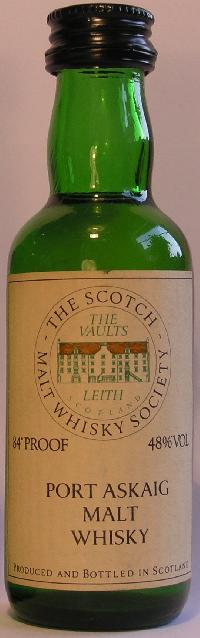 THE SCOTCH MALT WHISKY SOCIETY
THE
VAULTS
LEITH
SCOTLAND
84° PROOF 48% VOL
PORT ASKAIG
MALT
WHISKY
PRODUCED AND BOTTLED IN SCOTLAND